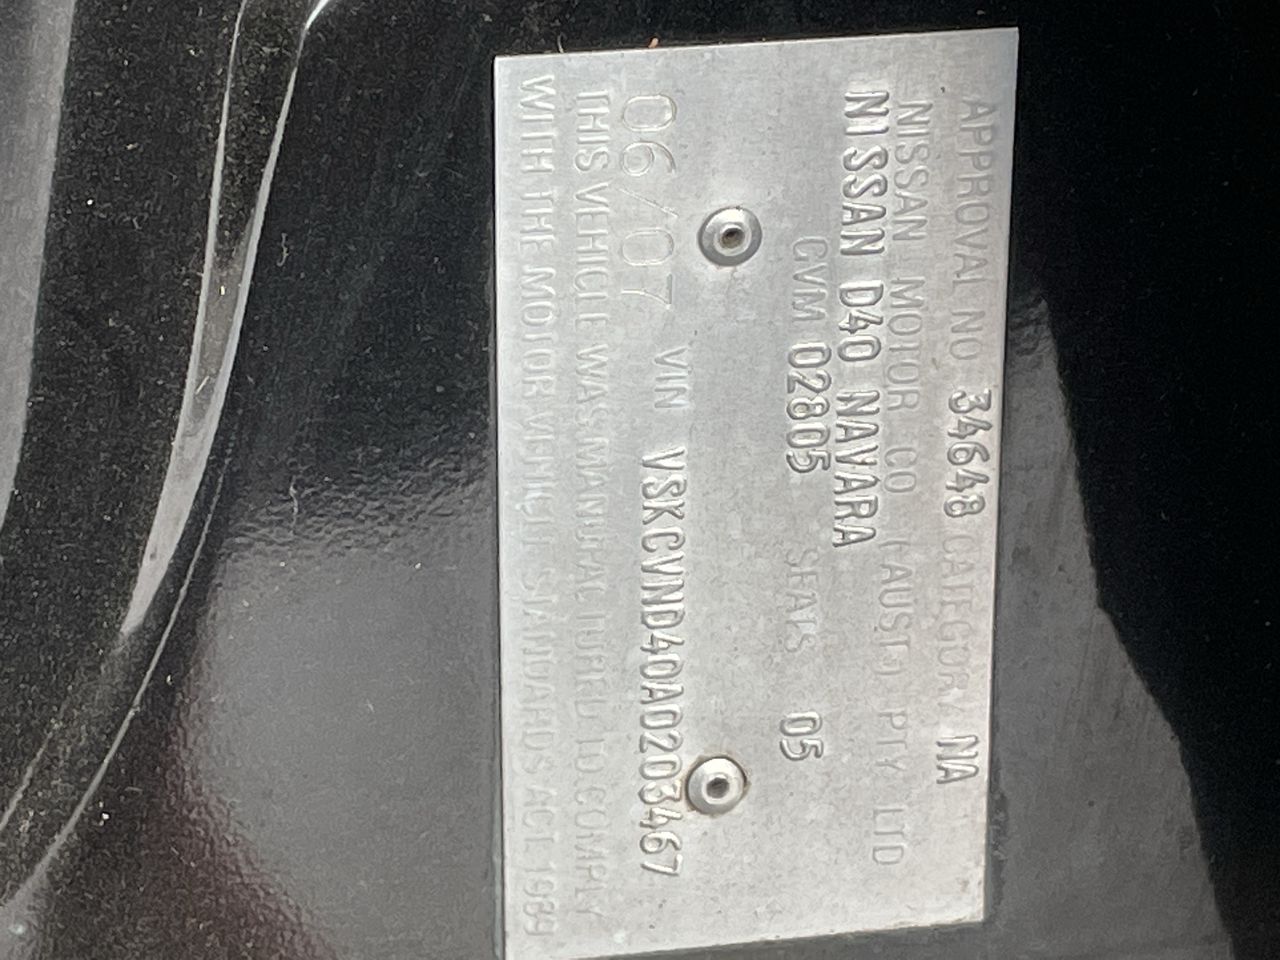 APPROVAL NO 34648 CATEGORY NA
NISSAN MOTOR CO (AUST) PTY LTD
NISSAN D40 NAVARA
GVM 02805 SEATS 05
06/07 VIN VSKCVND40A0203467
THIS VEHICLE WAS MANUFACTURED TO COMPLY
WITH THE MOTOR VEHICLE STANDARDS ACT 1989